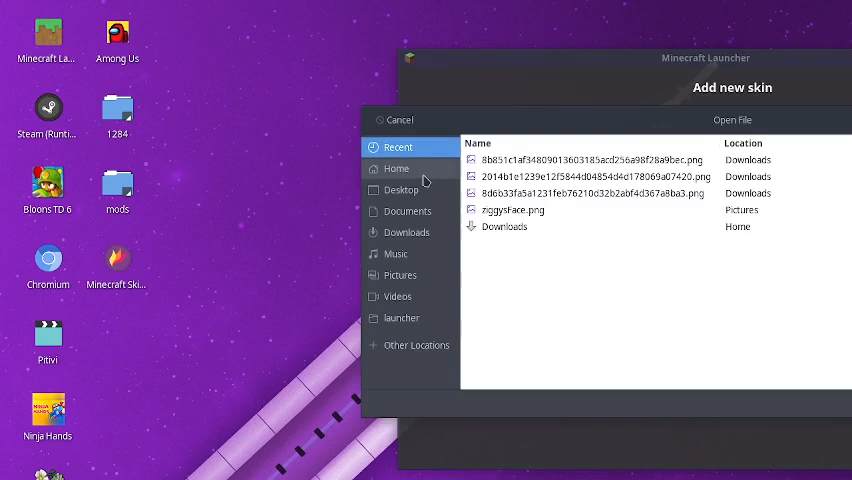 Minecraft La...
Among Us
Steam (Runti...
1284
Bloons TD 6
mods
Chromium
Minecraft Ski...
Pitivi
NINJA
HANDS
Ninja Hands
Minecraft Launcher
Add new skin
Cancel
Open File
Recent
Home
Desktop
Documents
Downloads
Music
Pictures
Videos
launcher
Other Locations
Name Location
8b851c1af34809013603185acd256a98f28a9bec.png Downloads
2014b1e1239e12f5844d04854d4d178069a07420.png Downloads
8d6b33fa5a1231feb76210d32b2abf4d367a8ba3.png Downloads
ziggysFace.png Pictures
Downloads Home